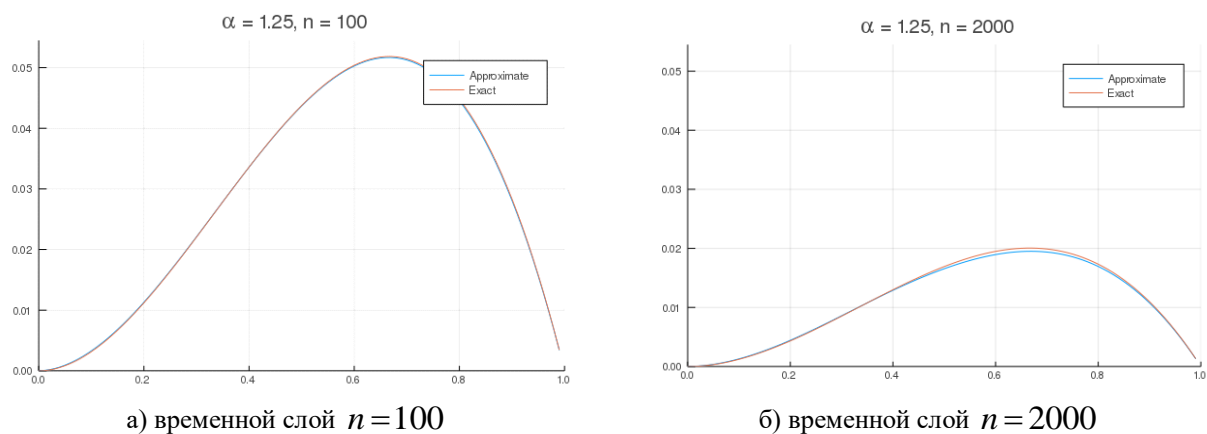 α = 1.25, n = 100
0.05
0.04
0.03
0.02
0.01
0.00
0.0 0.2 0.4 0.6 0.8 1.0
Approximate
Exact
а) временной слой n = 100
α = 1.25, n = 2000
0.05
0.04
0.03
0.02
0.01
0.00
0.0 0.2 0.4 0.6 0.8 1.0
Approximate
Exact
б) временной слой n = 2000